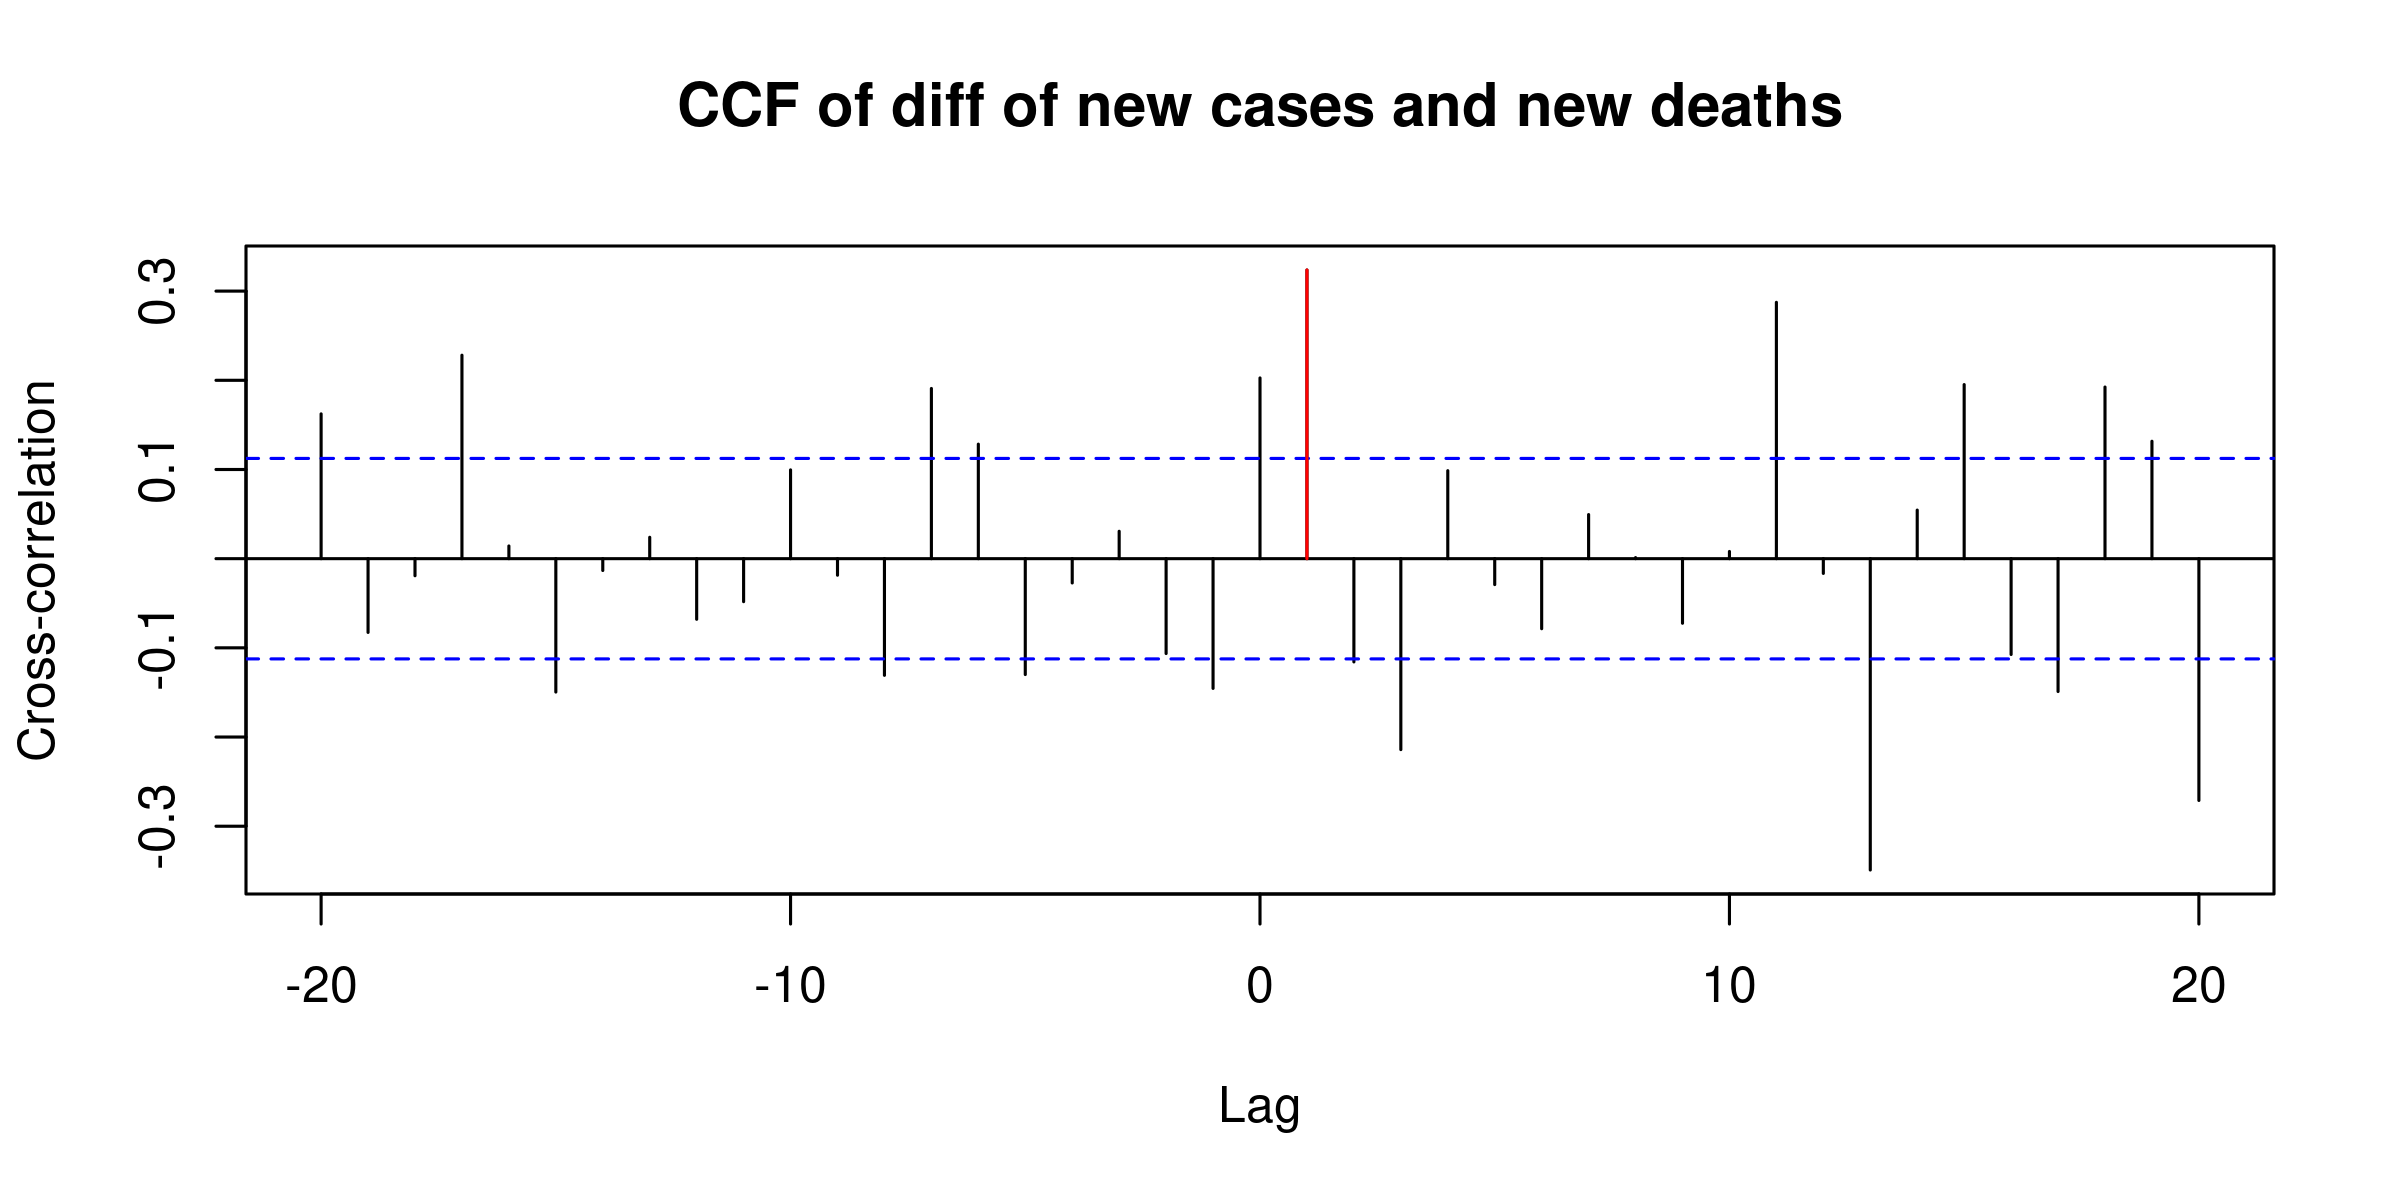 CCF of diff of new cases and new deaths
Cross-correlation
0.3
0.1
-0.1
-0.3
-20 -10 0 10 20
Lag